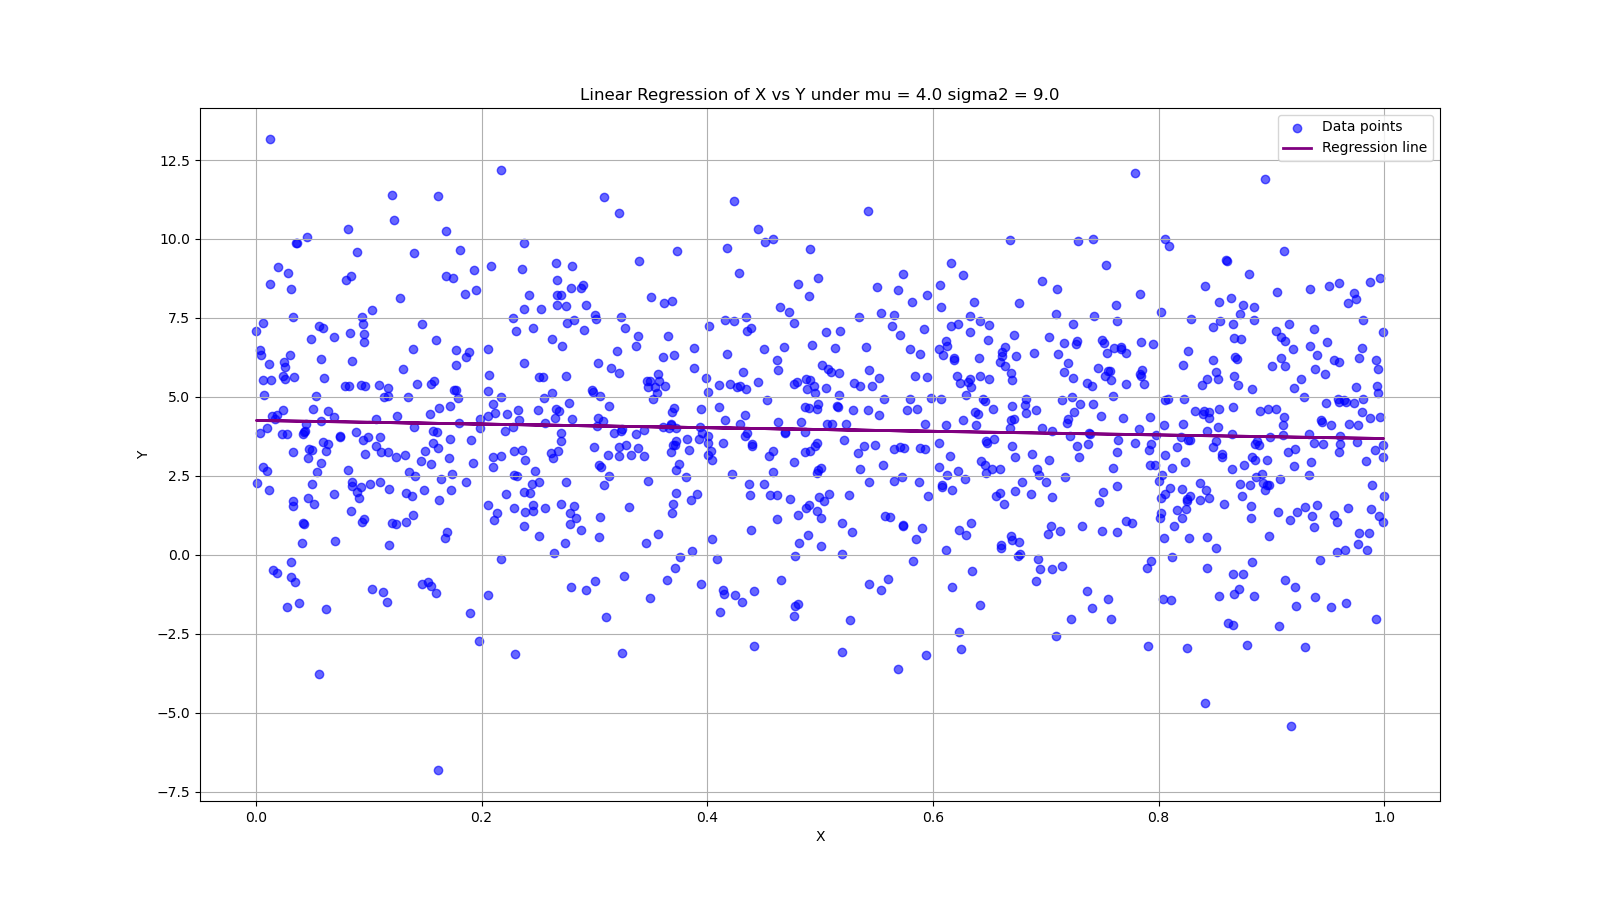 Linear Regression of X vs Y under mu = 4.0 sigma2 = 9.0
Data points
Regression line
12.5
10.0
7.5
5.0
2.5
0.0
−2.5
−5.0
−7.5
Y
0.0 0.2 0.4 0.6 0.8 1.0
X